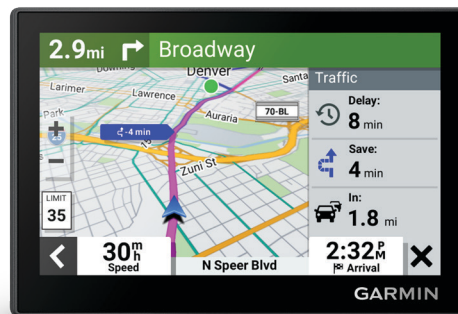 2.9mi Broadway
Downing
Denver
Santa
Larimer
Lawrence
Park
Auraria
70-BL
-4 min
Zuni St
LIMIT
35
Traffic
Delay:
8 min
Save:
4 min
In:
1.8 mi
30 mh
Speed
N Speer Blvd
2:32 PM
Arrival
GARMIN